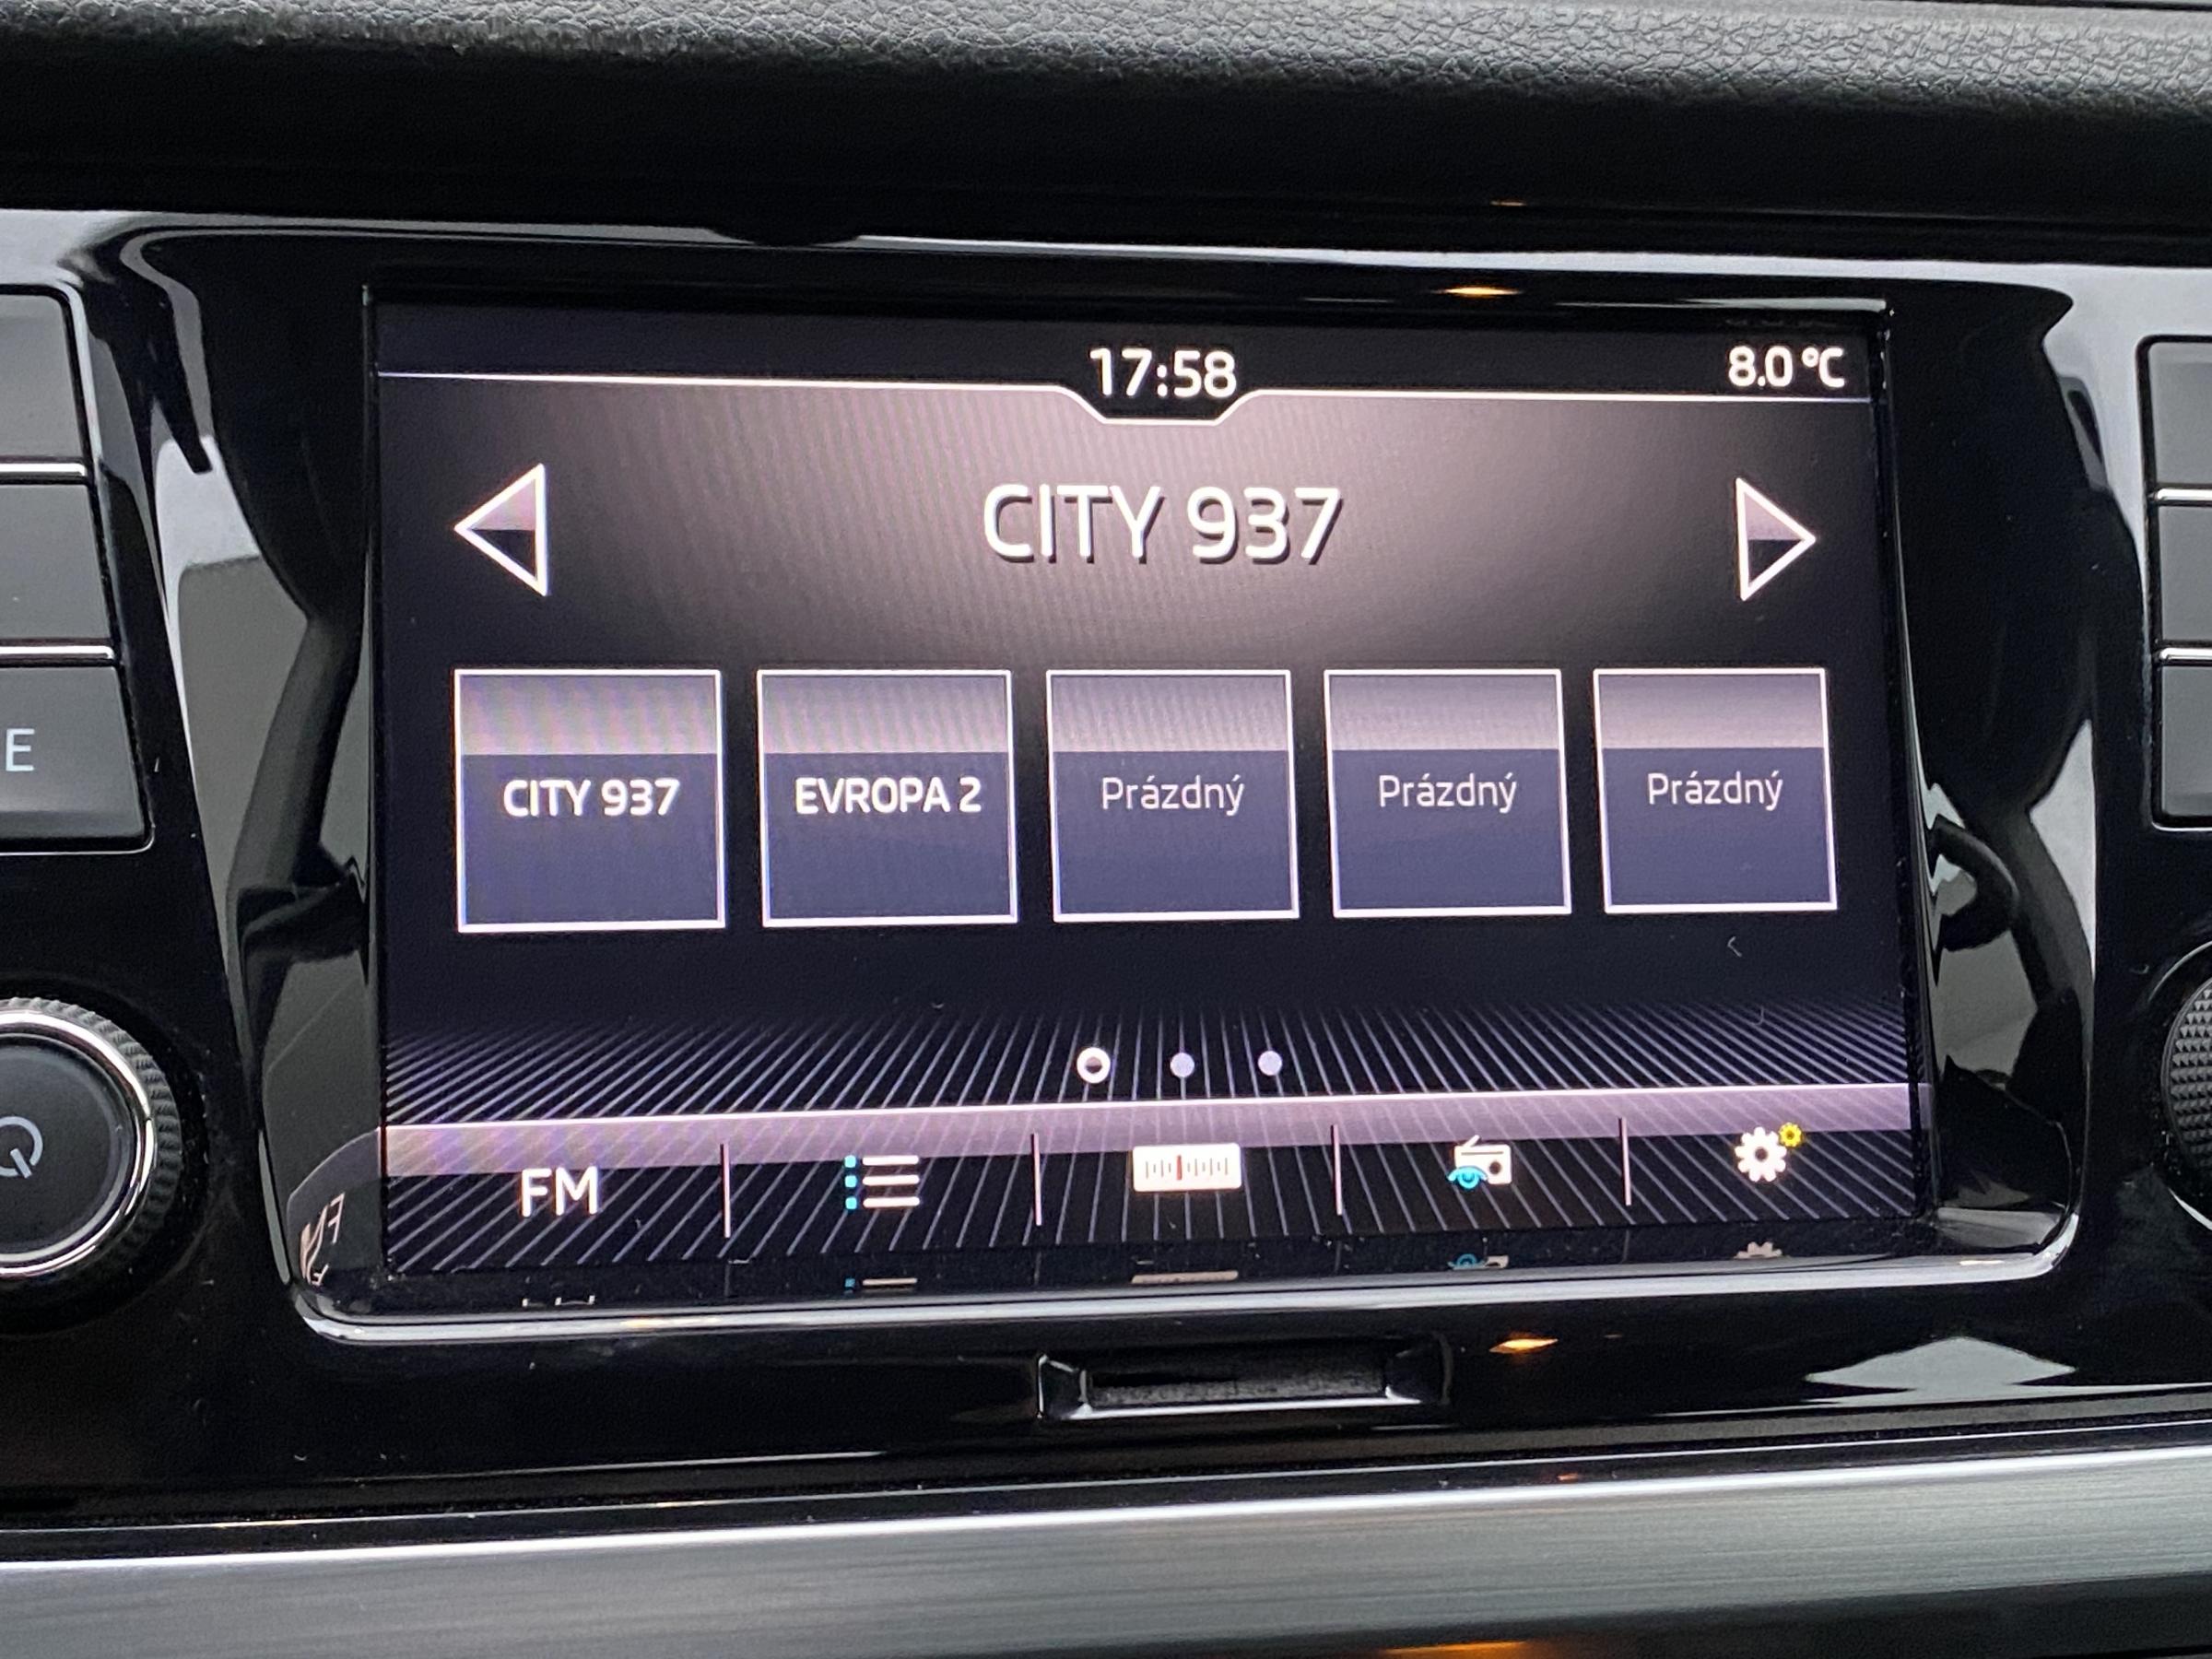 17:58
8.0 °C
CITY 937
CITY 937
EVROPA 2
Prázdný
Prázdný
Prázdný
E
FM